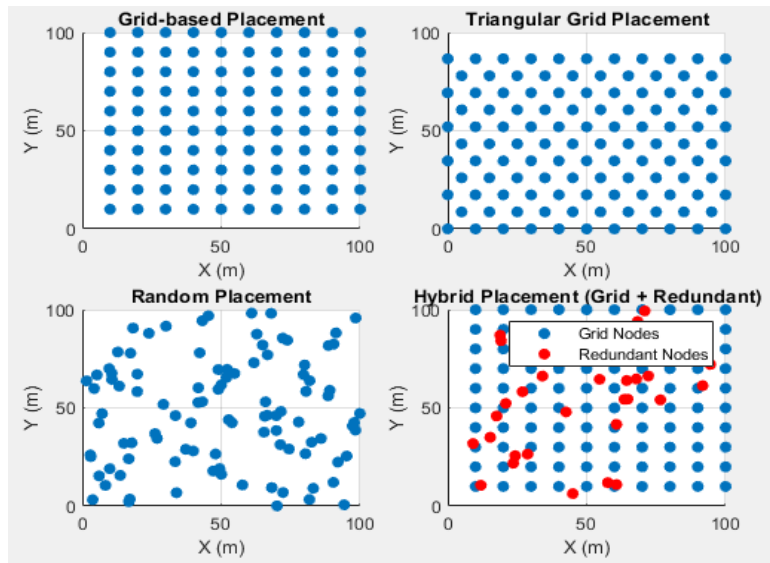 Grid-based Placement
100
50
0
Y (m)
0
50
100
X (m)
Triangular Grid Placement
100
50
0
Y (m)
0
50
100
X (m)
Random Placement
100
50
0
Y (m)
0
50
100
X (m)
Hybrid Placement (Grid + Redundant)
100
50
0
Y (m)
Grid Nodes
Redundant Nodes
0
50
100
X (m)